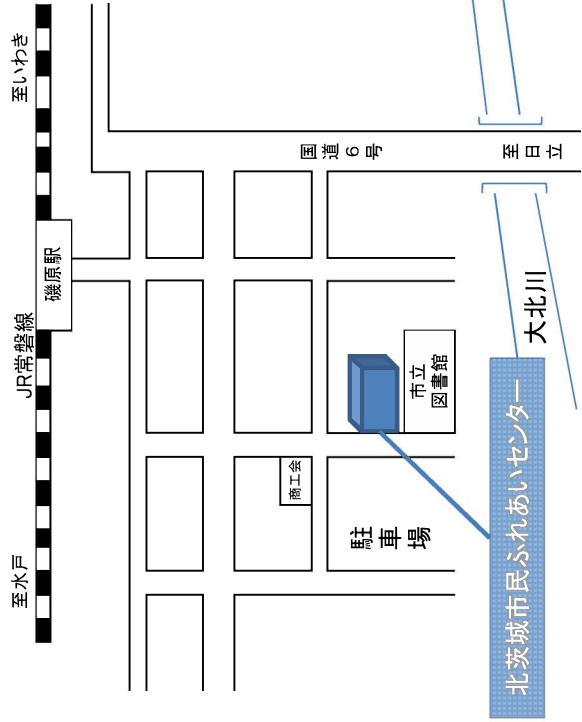 至いわき
国道6号
至日立
磯原駅
JR常磐線
大北川
市立
図書館
商工会
駐車場
至水戸
北茨城市民ふれあいセンター